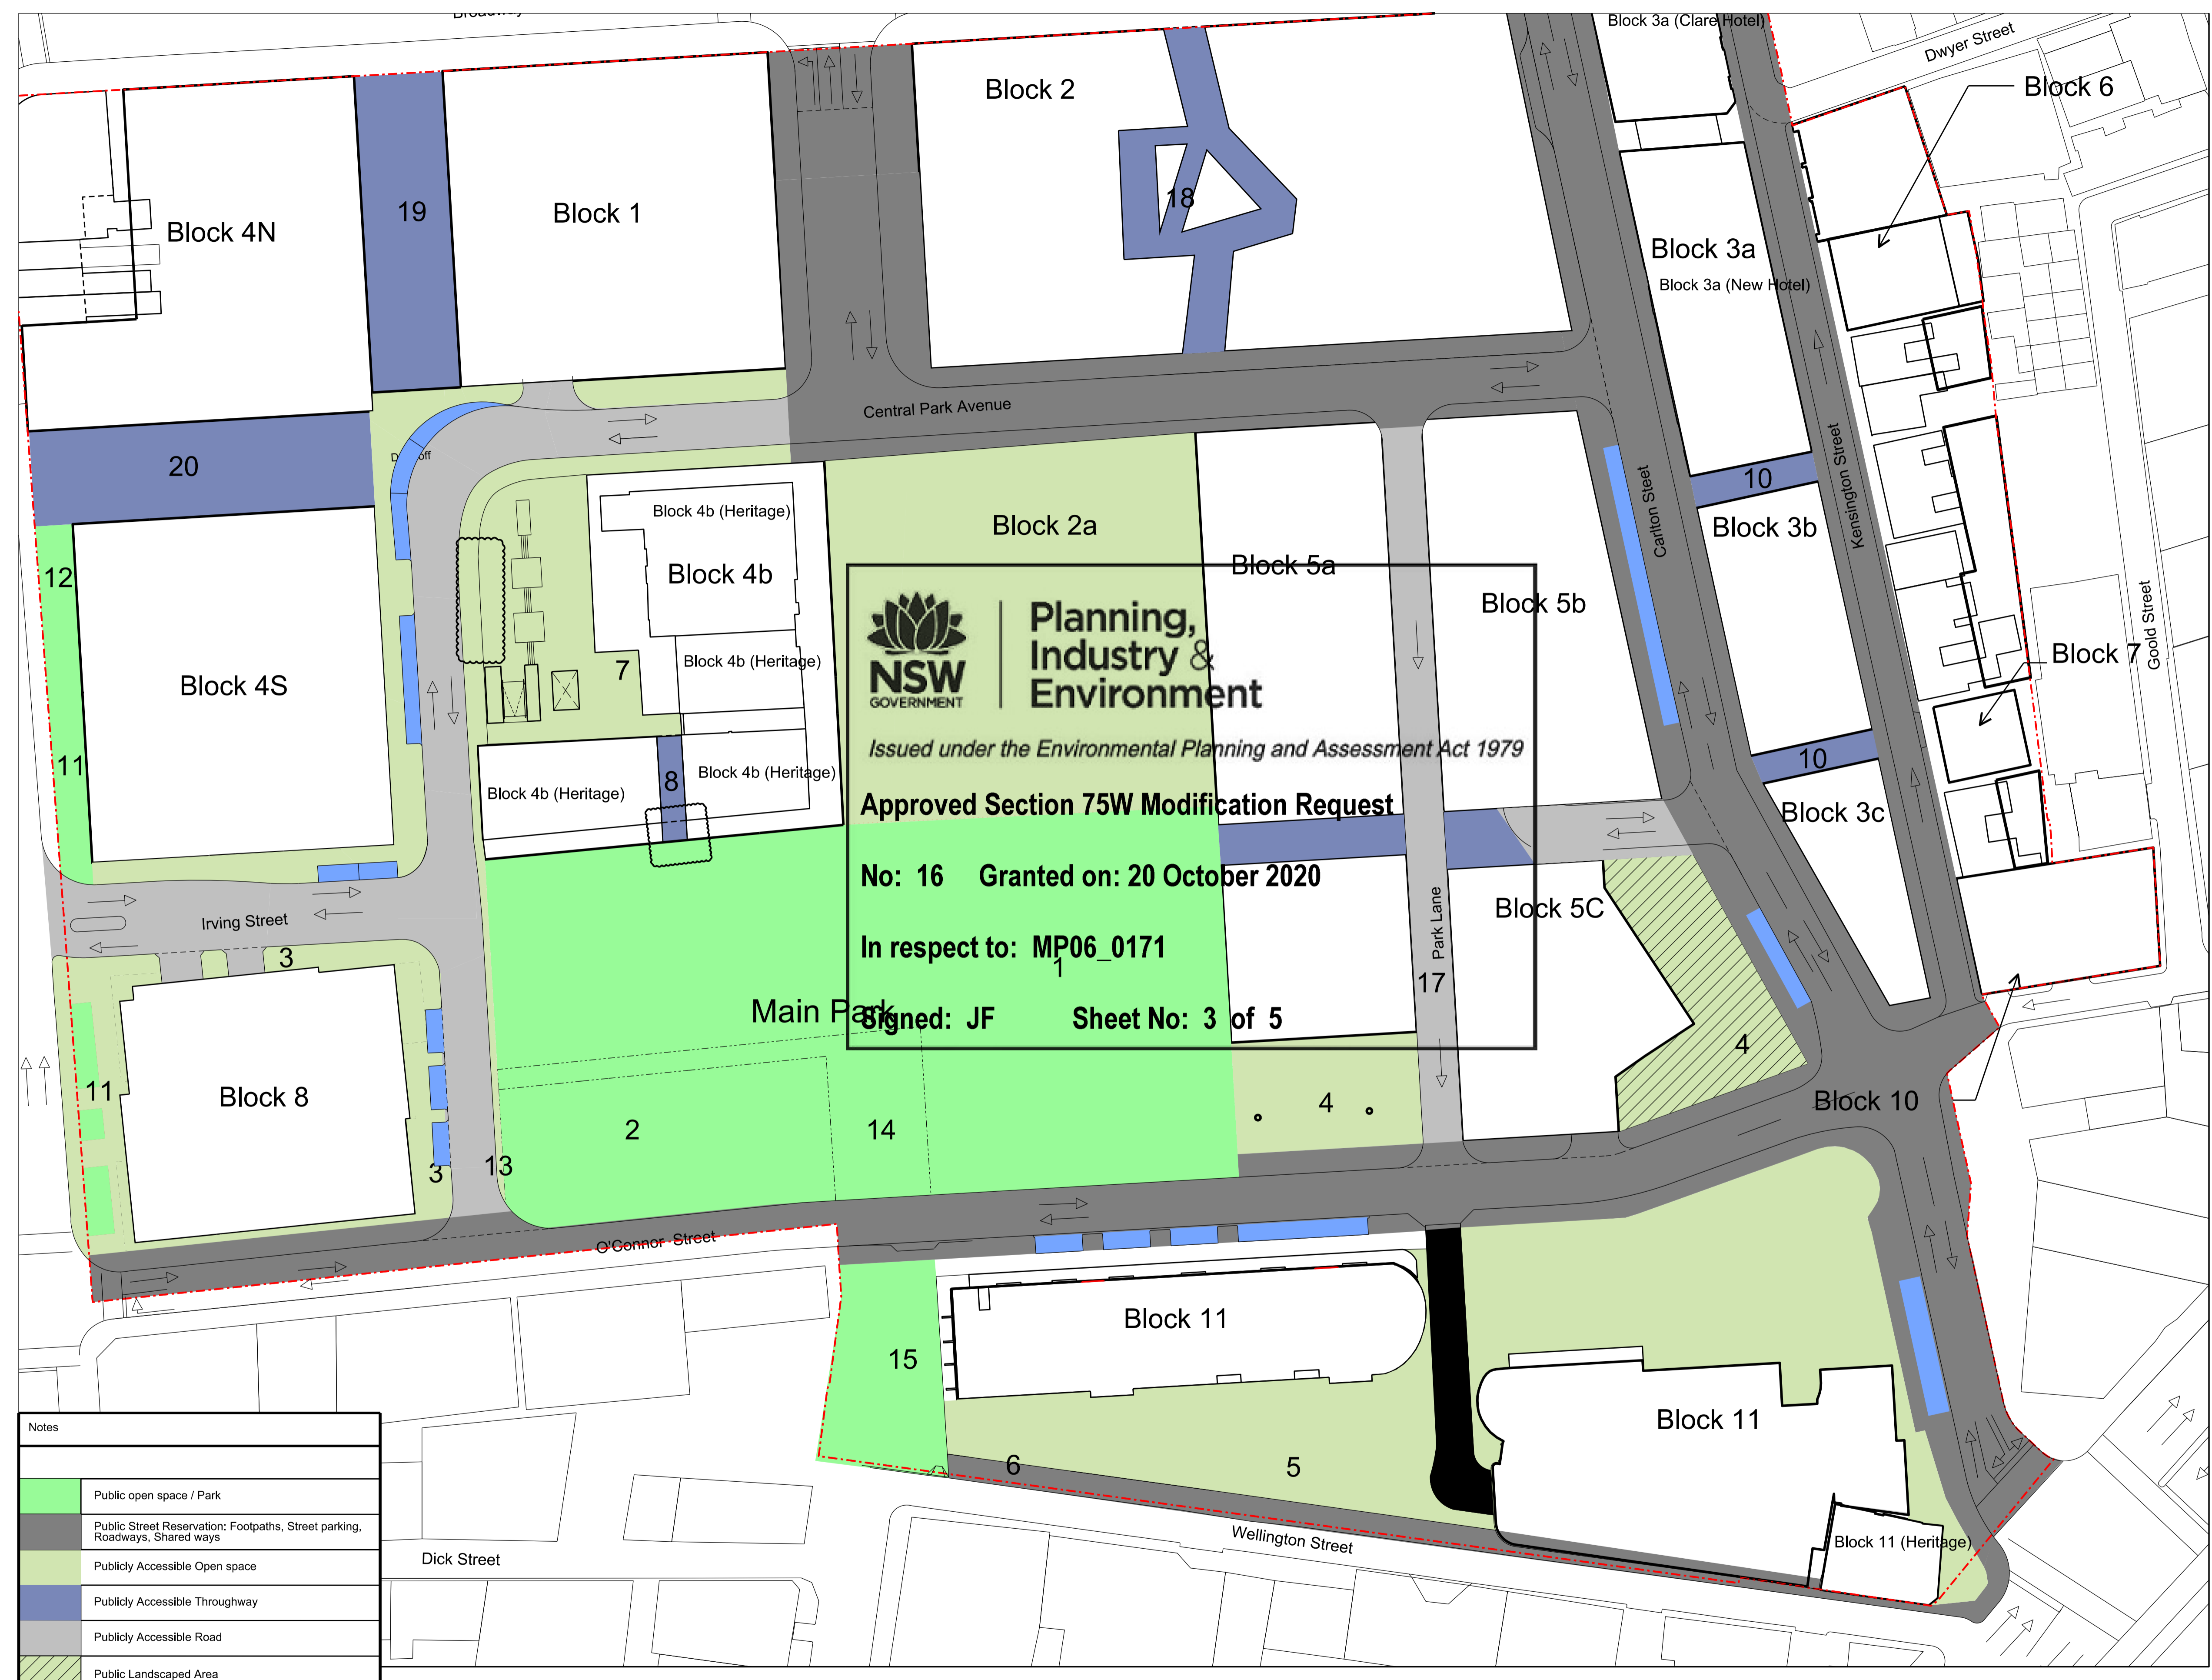 Broadway
Block 3a (Clare Hotel)
Dwyer Street
Block 6
Block 2
Block 4N
19
Block 1
18
Block 3a
Block 3a (New Hotel)
Central Park Avenue
20
off
Carlton Steet
Kensington Street
Goold Street
10
Block 3b
Block 4b (Heritage)
Block 4b
Block 2a
Block 5a
Block 5b
12
Block 4S
7
Block 4b (Heritage)
Block 7
11
Block 4b (Heritage)
8
Block 4b (Heritage)
10
Block 3c
NSW
GOVERNMENT
Planning,
Industry &
Environment
Issued under the Environmental Planning and Assessment Act 1979
Approved Section 75W Modification Request
No: 16 Granted on: 20 October 2020
In respect to: MP06_0171
Signed: JF Sheet No: 3 of 5
1
Main Park
Irving Street
3
Block 5C
Park Lane
17
4
11
Block 8
2
14
4
Block 10
3
13
O'Connor Street
Block 11
15
Block 11
6
5
Wellington Street
Block 11 (Heritage)
Dick Street
Notes
Public open space / Park
Public Street Reservation: Footpaths, Street parking,
Roadways, Shared ways
Publicly Accessible Open space
Publicly Accessible Throughway
Publicly Accessible Road
Public Landscaped Area